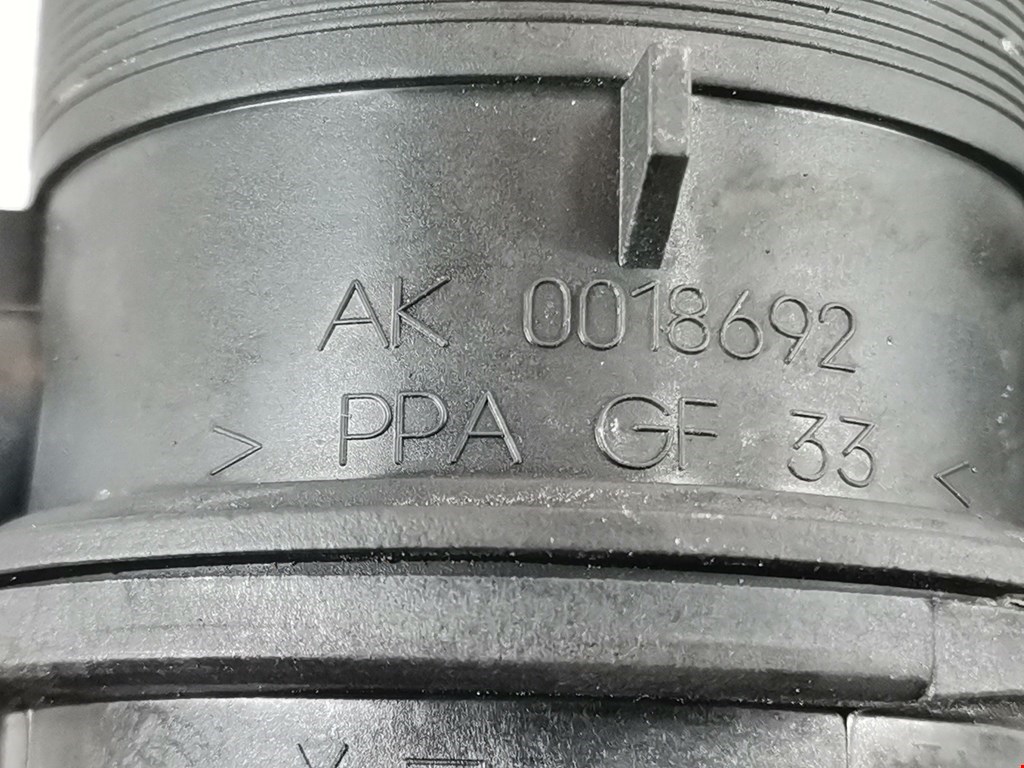 AK 0018692
> PPA GF 33 <